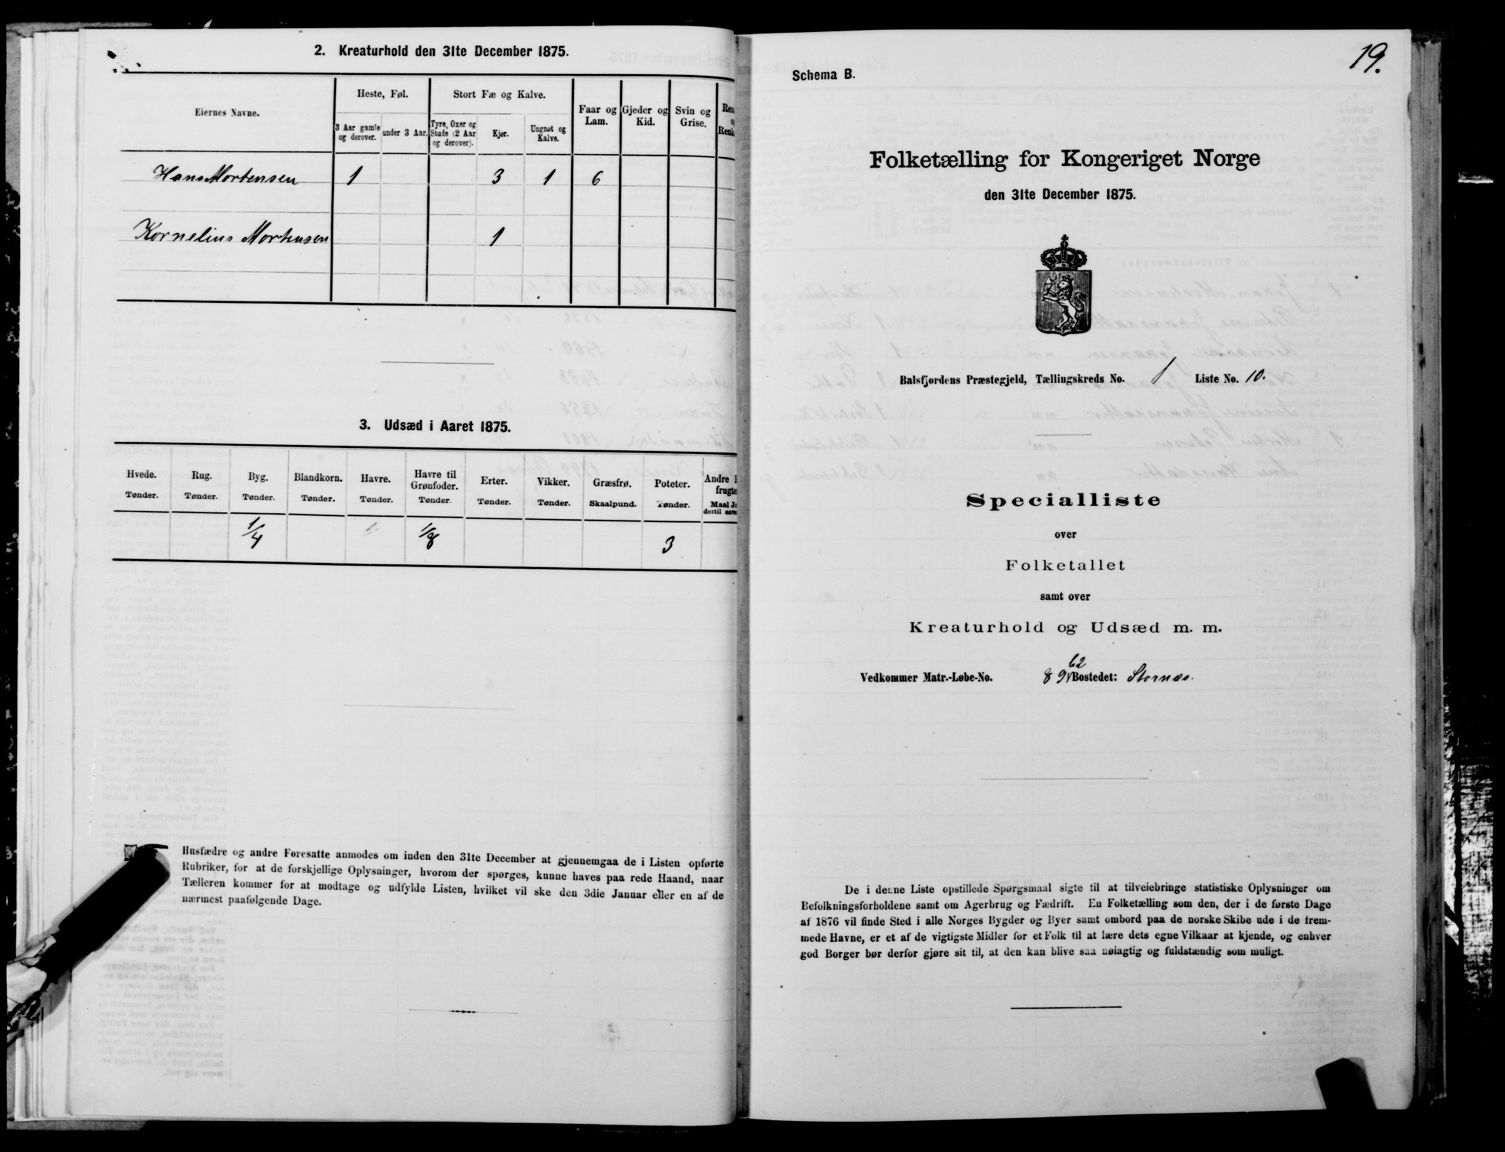 2. Kreaturhold den 31te December 1875.
Eiernes Navne.
Heste, Føl.
Stort Fæ og Kalve.
Faar og Lam.
Gjeder og Kid.
Svin og Grise.
3 Aar gamle og derover.
under 3 Aar.
Tyre, Oxer og Stude (2 Aar og derover).
Kjør.
Ungnøt og Kalve.
Hans Mortensen 1 3 1 6
Kornelius Mortensen 1
3. Udsæd i Aaret 1875.
Hvede. Rug. Byg. Blandkorn. Havre. Havre til Grønfoder. Erter. Vikker. Græsfrø. Poteter. Andre
Tønder. Tønder. Tønder. Tønder. Tønder. Tønder. Tønder. Tønder. Skaalpund. Tønder. Maal
1/4 1/8 3
Husfædre og andre Foresatte anmodes om inden den 31te December at gjennemgaa de i Listen opførte
Rubriker, for at de forskjellige Oplysninger, hvorom der spørges, kunne haves paa rede Haand, naar
Tælleren kommer for at modtage og udfylde Listen, hvilket vil ske den 3die Januar eller en af de
nærmest paafølgende Dage.
19.
Schema B.
Folketælling for Kongeriget Norge
den 31te December 1875.
Balsfjordens Præstegjeld, Tællingskreds No. 1 Liste No. 10.
Specialliste
over
Folketallet
samt over
Kreaturhold og Udsæd m. m.
62
Vedkommer Matr.-Løbe-No. Bostedet: Stornæs.
De i denne Liste opstillede Spørgsmaal sigte til at tilveiebringe statistiske Oplysninger om
Befolkningsforholdene samt om Agerbrug og Fædrift. En Folketælling som den, der i de første Dage
af 1876 vil finde Sted i alle Norges Bygder og Byer samt ombord paa de norske Skibe ude i de frem-
mede Havne, er et af de vigtigste Midler for et Folk til at lære dets egne Vilkaar at kjende, og enhver
god Borger bør derfor gjøre sit til, at den kan blive saa nøiagtig og fuldstændig som muligt.